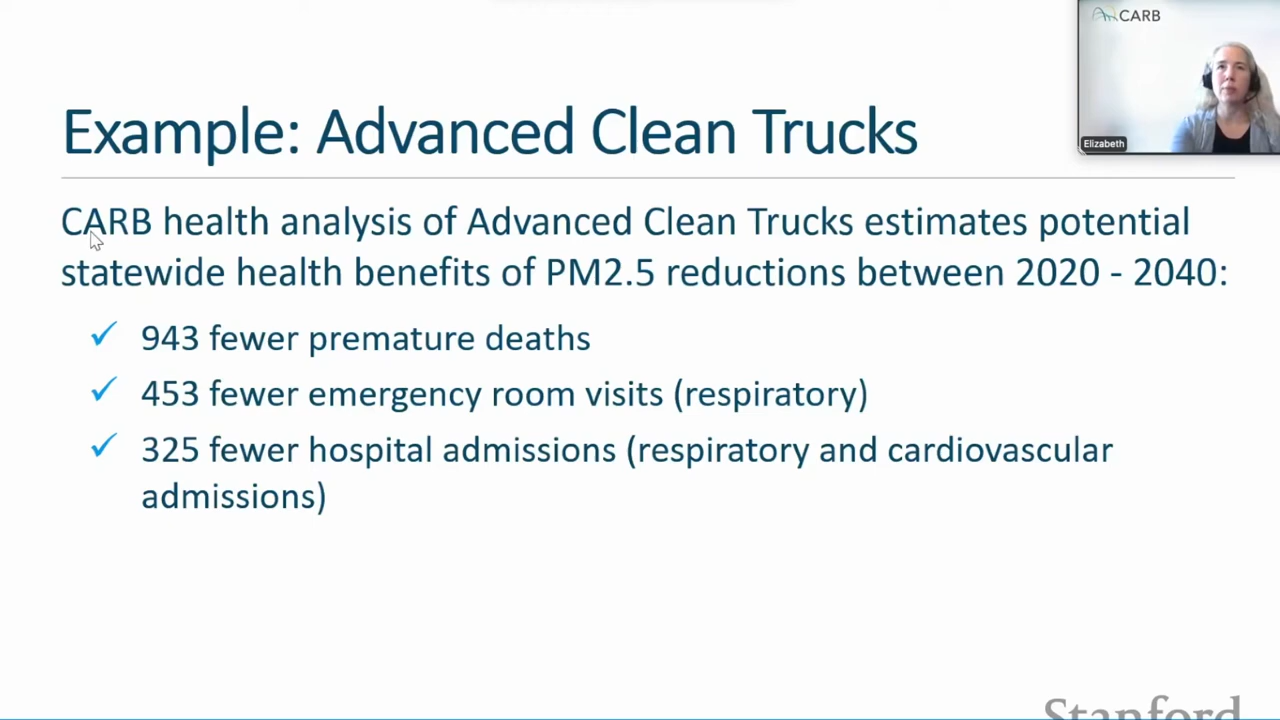 CARB
Elizabeth
Example: Advanced Clean Trucks
CARB health analysis of Advanced Clean Trucks estimates potential
statewide health benefits of PM2.5 reductions between 2020 - 2040:
943 fewer premature deaths
453 fewer emergency room visits (respiratory)
325 fewer hospital admissions (respiratory and cardiovascular
admissions)
Stanford